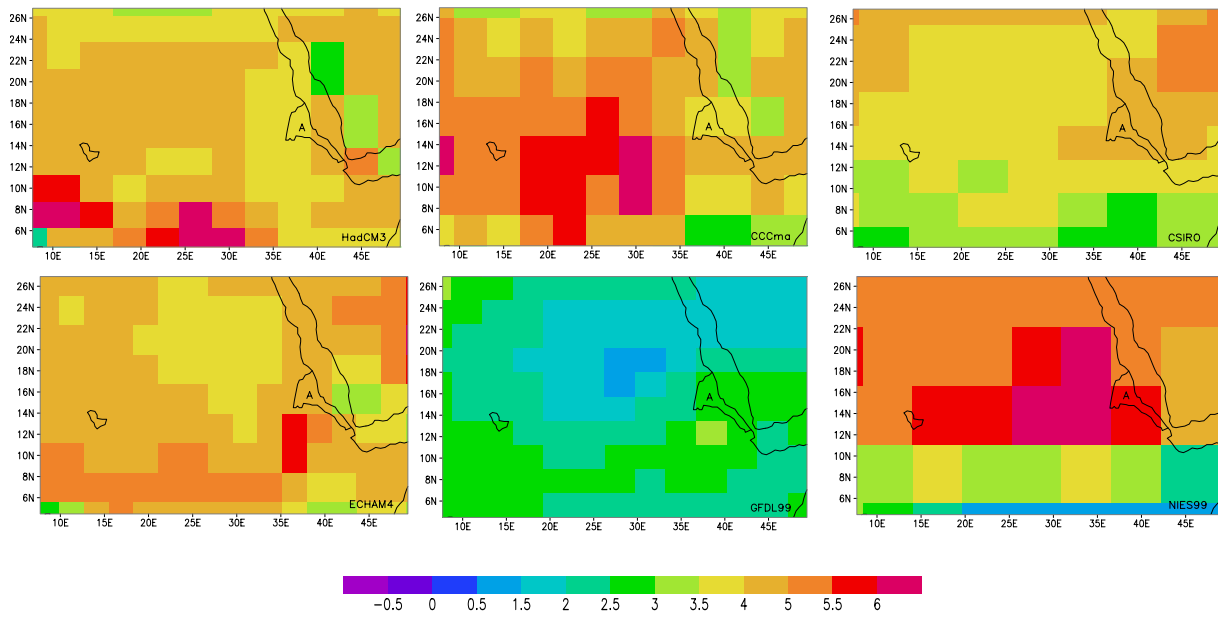 26N
24N
22N
20N
18N
16N
14N
12N
10N
8N
6N
A
HadCM3
10E 15E 20E 25E 30E 35E 40E 45E
26N
24N
22N
20N
18N
16N
14N
12N
10N
8N
6N
A
CCCma
10E 15E 20E 25E 30E 35E 40E 45E
26N
24N
22N
20N
18N
16N
14N
12N
10N
8N
6N
A
CSIRO
10E 15E 20E 25E 30E 35E 40E 45E
26N
24N
22N
20N
18N
16N
14N
12N
10N
8N
6N
A
ECHAM4
10E 15E 20E 25E 30E 35E 40E 45E
26N
24N
22N
20N
18N
16N
14N
12N
10N
8N
6N
A
GFDL99
10E 15E 20E 25E 30E 35E 40E 45E
26N
24N
22N
20N
18N
16N
14N
12N
10N
8N
6N
A
NIES99
10E 15E 20E 25E 30E 35E 40E 45E
−0.5 0 0.5 1.5 2 2.5 3 3.5 4 5 5.5 6